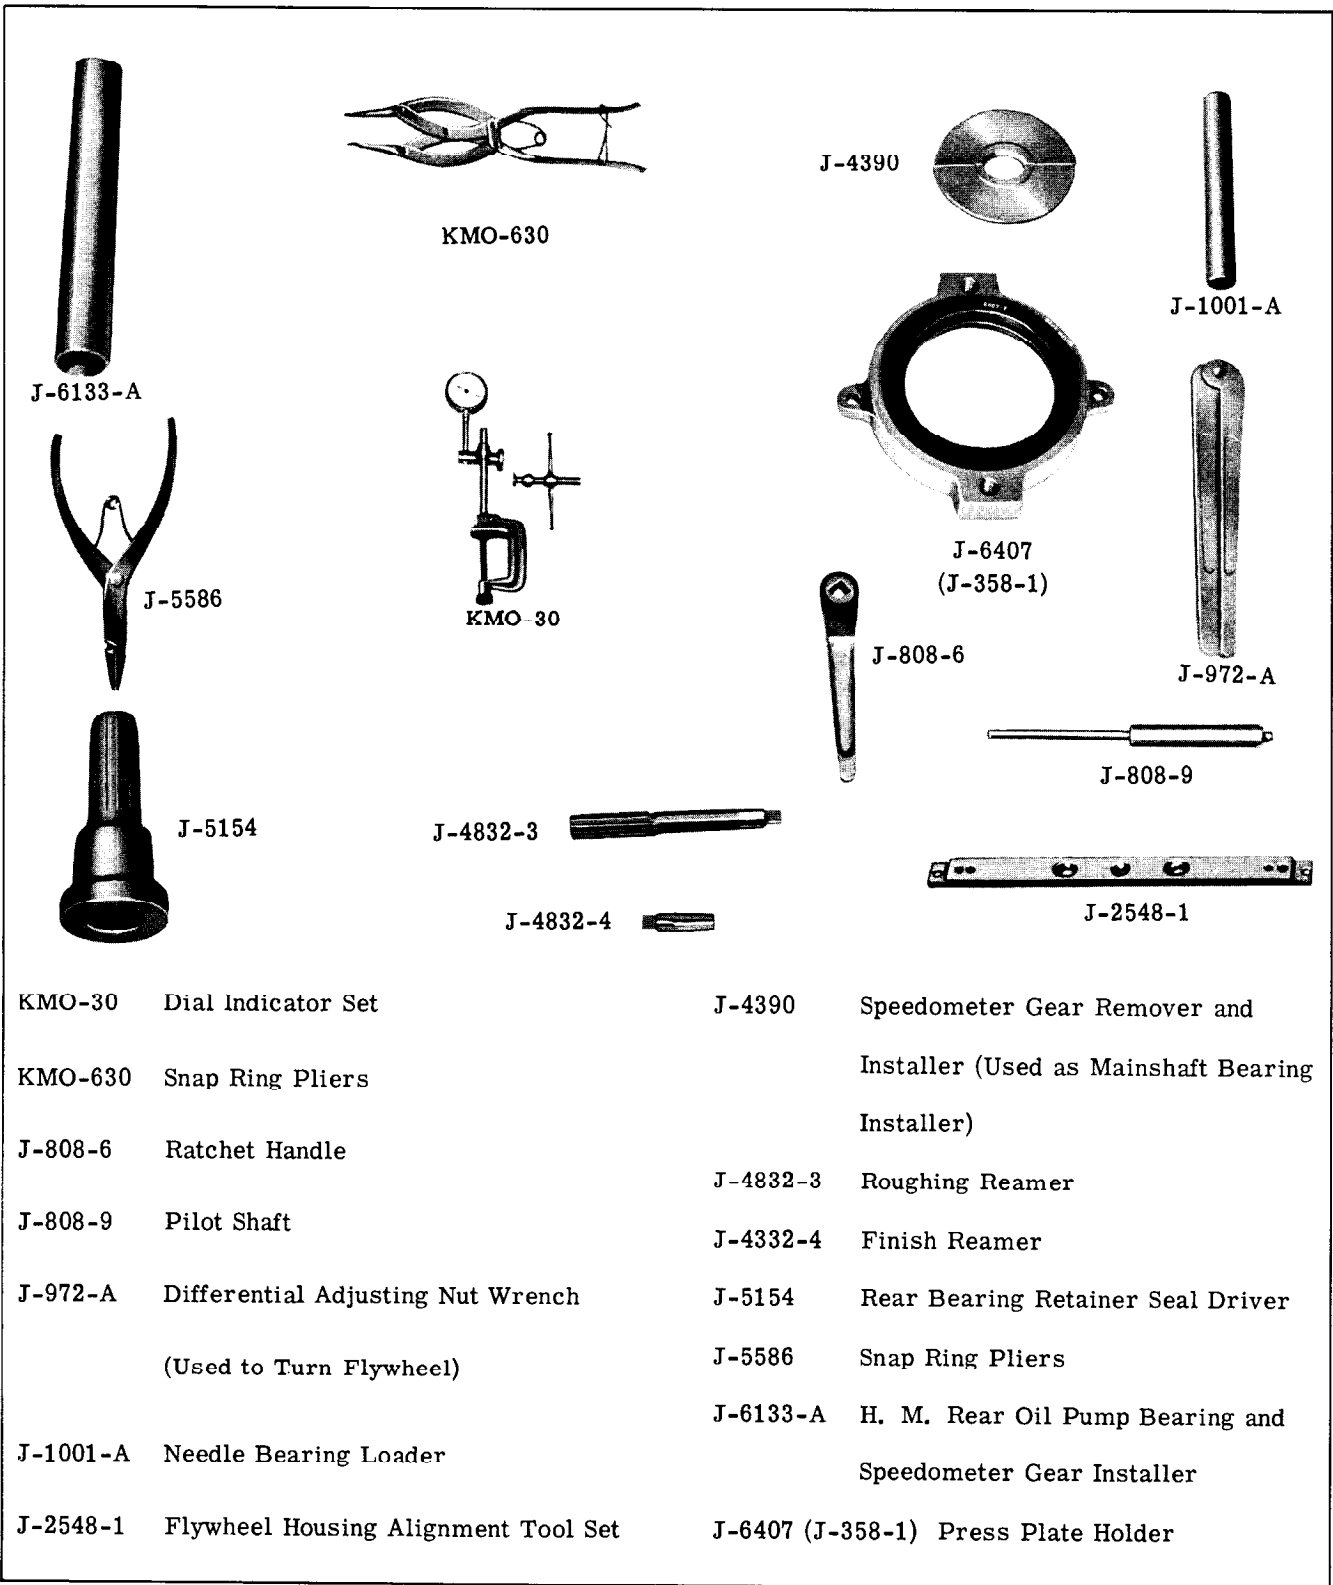 J-6133-A
KMO-630
J-4390
J-1001-A
J-5586
KMO-30
J-6407
(J-358-1)
J-808-6
J-972-A
J-808-9
J-5154
J-4832-3
J-4832-4
J-2548-1
KMO-30 Dial Indicator Set
KMO-630 Snap Ring Pliers
J-808-6 Ratchet Handle
J-808-9 Pilot Shaft
J-972-A Differential Adjusting Nut Wrench
(Used to Turn Flywheel)
J-1001-A Needle Bearing Loader
J-2548-1 Flywheel Housing Alignment Tool Set
J-4390 Speedometer Gear Remover and
Installer (Used as Mainshaft Bearing
Installer)
J-4832-3 Roughing Reamer
J-4332-4 Finish Reamer
J-5154 Rear Bearing Retainer Seal Driver
J-5586 Snap Ring Pliers
J-6133-A H. M. Rear Oil Pump Bearing and
Speedometer Gear Installer
J-6407 (J-358-1) Press Plate Holder